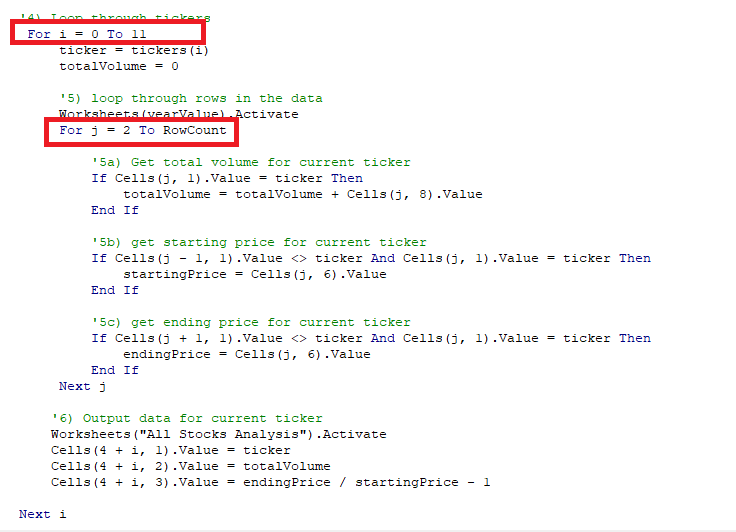 '4) Loop through tickers
For i = 0 To 11
ticker = tickers(i)
totalVolume = 0
'5) loop through rows in the data
Worksheets(yearValue).Activate
For j = 2 To RowCount
'5a) Get total volume for current ticker
If Cells(j, 1).Value = ticker Then
totalVolume = totalVolume + Cells(j, 8).Value
End If
'5b) get starting price for current ticker
If Cells(j - 1, 1).Value <> ticker And Cells(j, 1).Value = ticker Then
startingPrice = Cells(j, 6).Value
End If
'5c) get ending price for current ticker
If Cells(j + 1, 1).Value <> ticker And Cells(j, 1).Value = ticker Then
endingPrice = Cells(j, 6).Value
End If
Next j
'6) Output data for current ticker
Worksheets("All Stocks Analysis").Activate
Cells(4 + i, 1).Value = ticker
Cells(4 + i, 2).Value = totalVolume
Cells(4 + i, 3).Value = endingPrice / startingPrice - 1
Next i